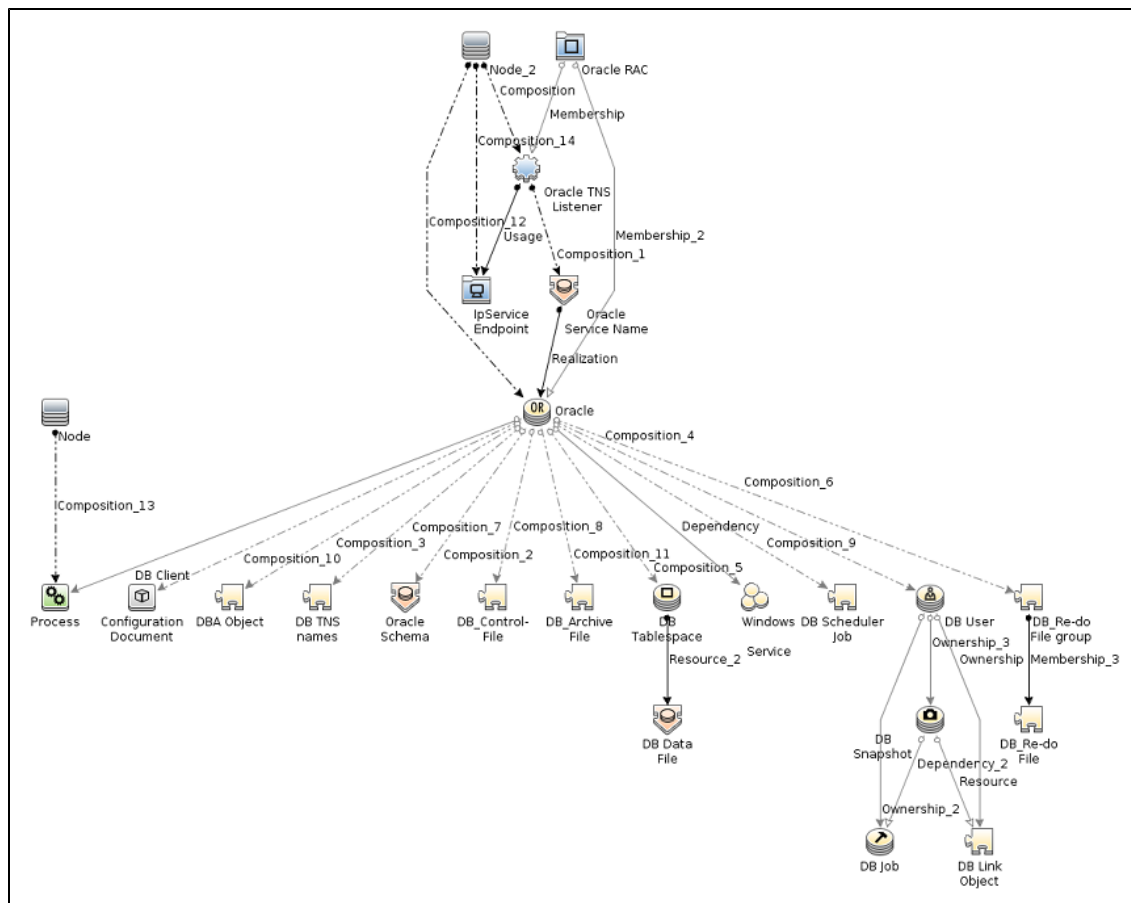 Node_2
Oracle RAC
Composition
Membership
Composition_14
Oracle TNS
Listener
Composition_12
Usage
Membership_2
Composition_1
IpService
Endpoint
Oracle
Service Name
Realization
Node
Oracle
Composition_4
Composition_6
Composition_13
Composition_7
Composition_8
Dependency
Composition_3
Composition_2
Composition_9
Composition_10
Composition_11
Composition_5
DB Client
Process
Configuration
Document
DBA Object
DB TNS
names
Oracle
Schema
DB_Control-
File
DB_Archive
File
DB
Tablespace
Windows
Service
DB Scheduler
Job
DB User
DB_Re-do
File group
Ownership_3
Ownership
Membership_3
Resource_2
DB Data
File
DB
Snapshot
DB_Re-do
File
Dependency_2
Resource
Ownership_2
DB Job
DB Link
Object
OR